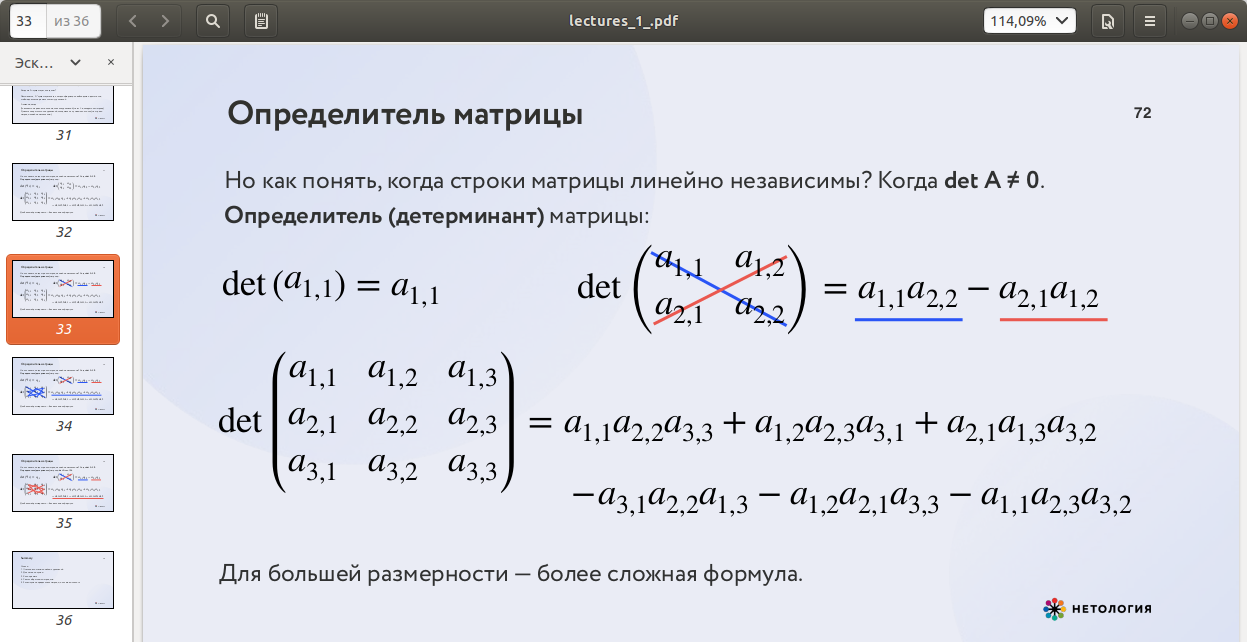 33 из 36
lectures_1_.pdf
114,09%
Эск...
31
32
33
34
35
36
Определитель матрицы
72
Но как понять, когда строки матрицы линейно независимы? Когда det A ≠ 0.
Определитель (детерминант) матрицы:
det (a1,1) = a1,1
det (a1,1 a1,2
a2,1 a2,2) = a1,1a2,2 − a2,1a1,2
det (a1,1 a1,2 a1,3
a2,1 a2,2 a2,3
a3,1 a3,2 a3,3) = a1,1a2,2a3,3 + a1,2a2,3a3,1 + a2,1a1,3a3,2
−a3,1a2,2a1,3 − a1,2a2,1a3,3 − a1,1a2,3a3,2
Для большей размерности — более сложная формула.
НЕТОЛОГИЯ